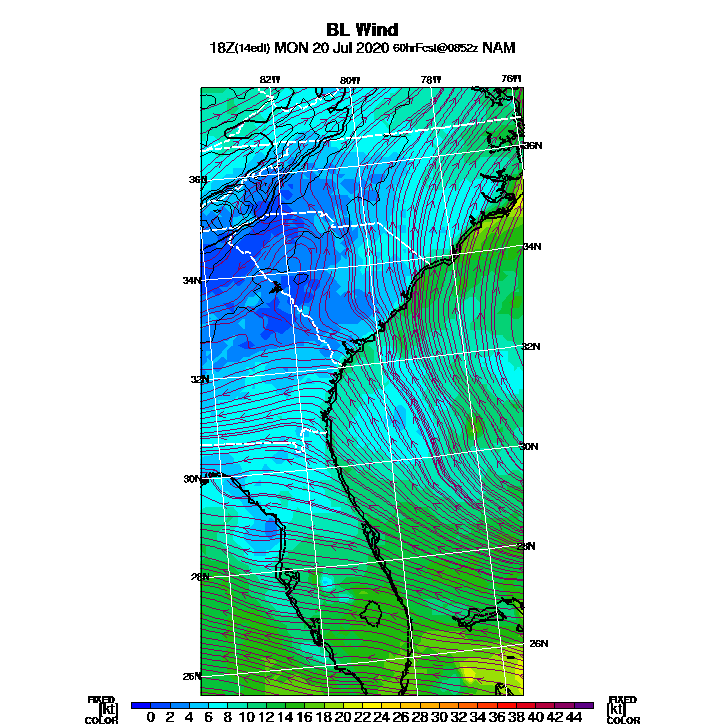 BL Wind
18Z(14edt) MON 20 Jul 2020 60hrFcst@0852z NAM
82W 80W 78W 76W
36N 36N
34N 34N
32N 32N
30N 30N
28N 28N
26N 26N
FIXED FIXED
[kt] 0 2 4 6 8 10 12 14 16 18 20 22 24 26 28 30 32 34 36 38 40 42 44 [kt]
COLOR COLOR